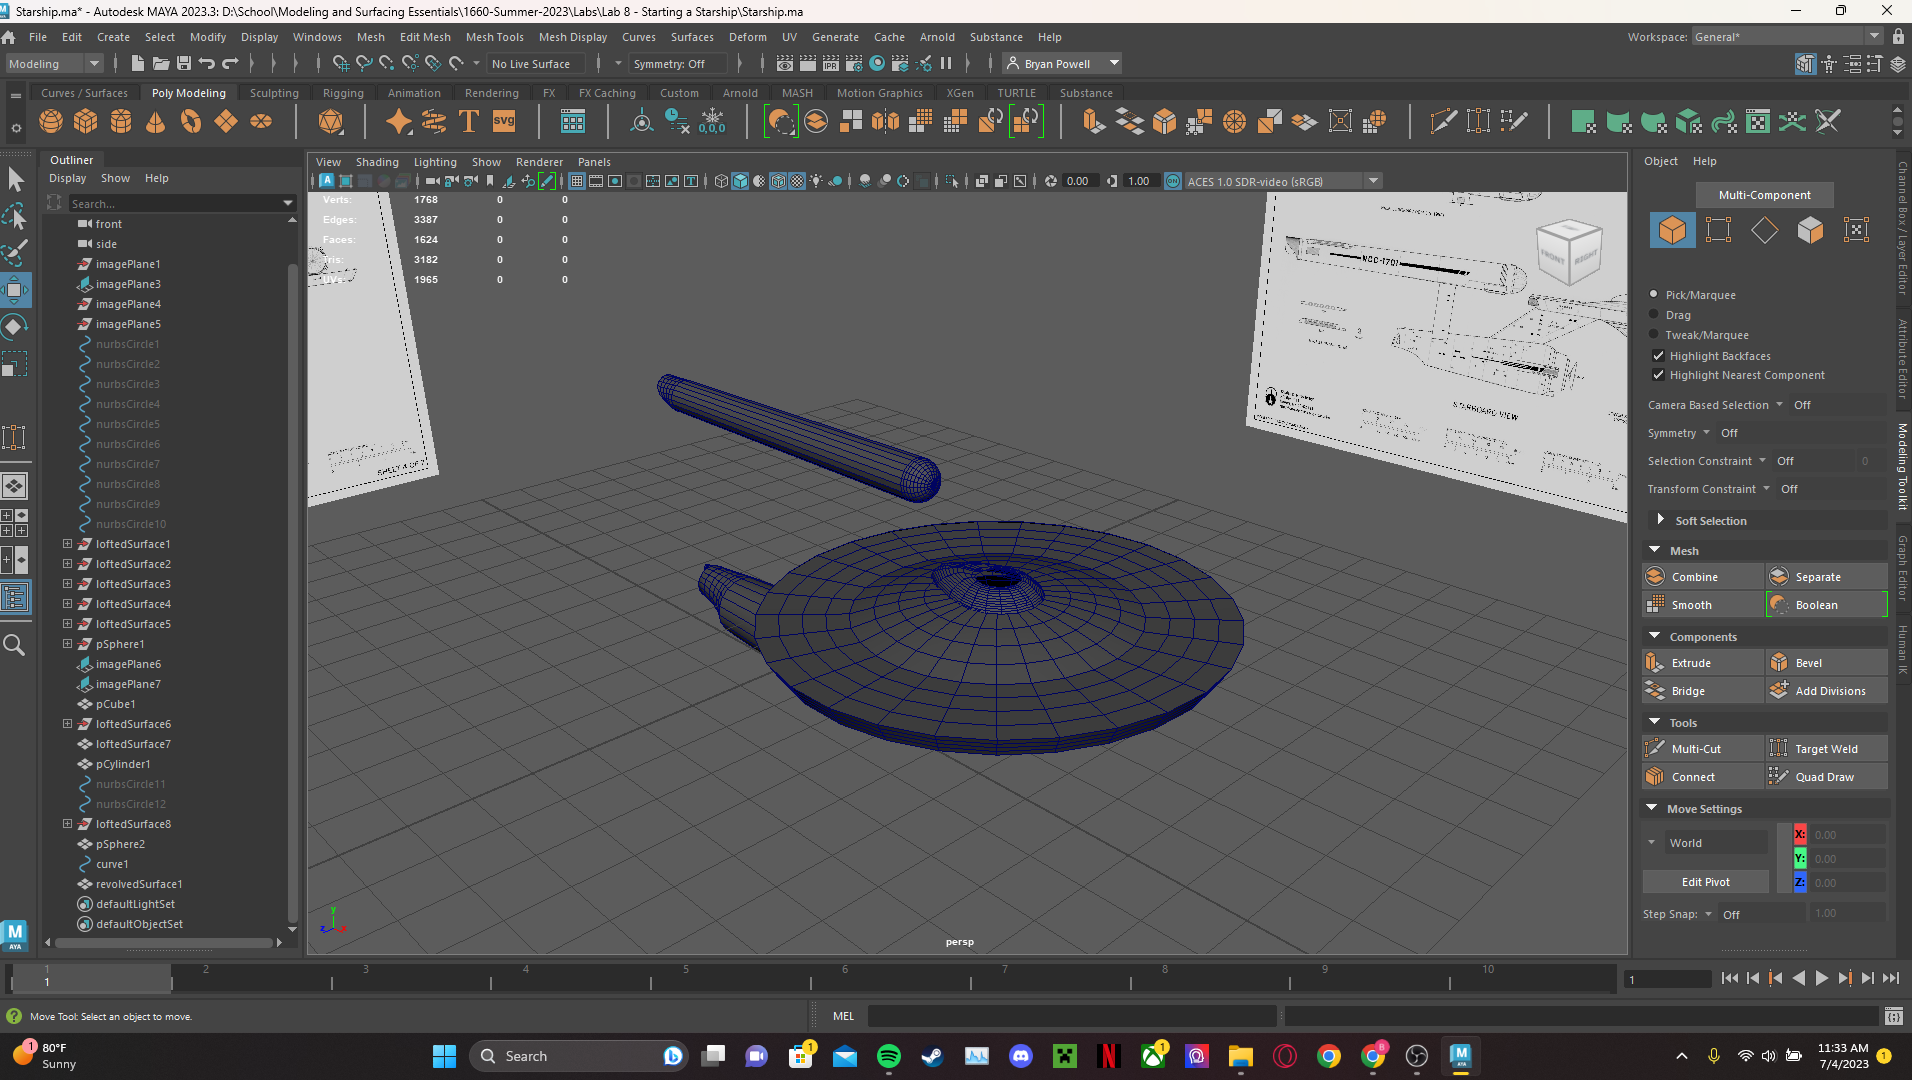 Starship.ma* - Autodesk MAYA 2023.3: D:\School\Modeling and Surfacing Essentials\1660-Summer-2023\Labs\Lab 8 - Starting a Starship\Starship.ma
File Edit Create Select Modify Display Windows Mesh Edit Mesh Mesh Tools Mesh Display Curves Surfaces Deform UV Generate Cache Arnold Substance Help
Workspace: General*
Modeling
No Live Surface
Symmetry: Off
Bryan Powell
Curves / Surfaces Poly Modeling Sculpting Rigging Animation Rendering FX FX Caching Custom Arnold MASH Motion Graphics XGen TURTLE Substance
T
svg
0,0,0
IPR
Outliner
Display Show Help
Search...
front
side
imagePlane1
imagePlane3
imagePlane4
imagePlane5
nurbsCircle1
nurbsCircle2
nurbsCircle3
nurbsCircle4
nurbsCircle5
nurbsCircle6
nurbsCircle7
nurbsCircle8
nurbsCircle9
nurbsCircle10
loftedSurface1
loftedSurface2
loftedSurface3
loftedSurface4
loftedSurface5
pSphere1
imagePlane6
imagePlane7
pCube1
loftedSurface6
loftedSurface7
pCylinder1
nurbsCircle11
nurbsCircle12
loftedSurface8
pSphere2
curve1
revolvedSurface1
defaultLightSet
defaultObjectSet
View Shading Lighting Show Renderer Panels
0.00
1.00
ACES 1.0 SDR-video (sRGB)
Verts: 1768 0 0
Edges: 3387 0 0
Faces: 1624 0 0
Tris: 3182 0 0
UVs: 1965 0 0
NCC-1701
STARBOARD VIEW
FRONT
RIGHT
persp
y
z
x
Object Help
Multi-Component
Pick/Marquee
Drag
Tweak/Marquee
Highlight Backfaces
Highlight Nearest Component
Camera Based Selection Off
Symmetry Off
Selection Constraint Off 0
Transform Constraint Off
Soft Selection
Mesh
Combine Separate
Smooth Boolean
Components
Extrude Bevel
Bridge Add Divisions
Tools
Multi-Cut Target Weld
Connect Quad Draw
Move Settings
World
X: 0.00
Y: 0.00
Z: 0.00
Edit Pivot
Step Snap: Off 1.00
Channel Box / Layer Editor
Attribute Editor
Modeling Toolkit
Graph Editor
Human IK
M
AYA
1 2 3 4 5 6 7 8 9 10
1
1
Move Tool: Select an object to move.
MEL
1
80°F
Sunny
Search
1
1
B
11:33 AM
7/4/2023
1